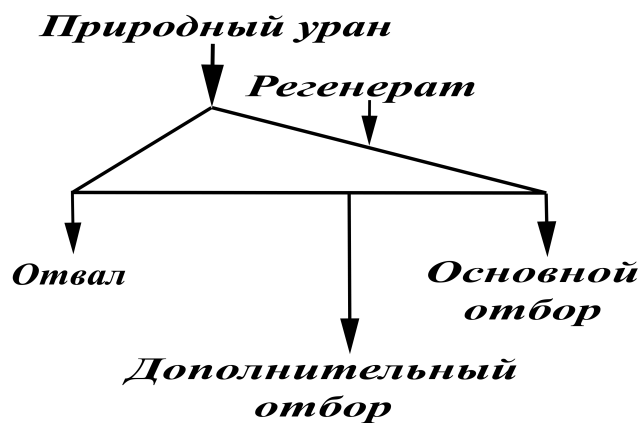 Природный уран
Регенерат
Отвал
Основной
отбор
Дополнительный
отбор